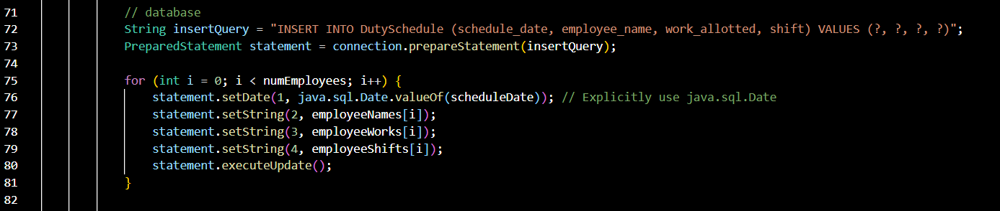 71 // database
72 String insertQuery = "INSERT INTO DutySchedule (schedule_date, employee_name, work_allotted, shift) VALUES (?, ?, ?, ?)";
73 PreparedStatement statement = connection.prepareStatement(insertQuery);
74
75 for (int i = 0; i < numEmployees; i++) {
76 statement.setDate(1, java.sql.Date.valueOf(scheduleDate)); // Explicitly use java.sql.Date
77 statement.setString(2, employeeNames[i]);
78 statement.setString(3, employeeWorks[i]);
79 statement.setString(4, employeeShifts[i]);
80 statement.executeUpdate();
81 }
82